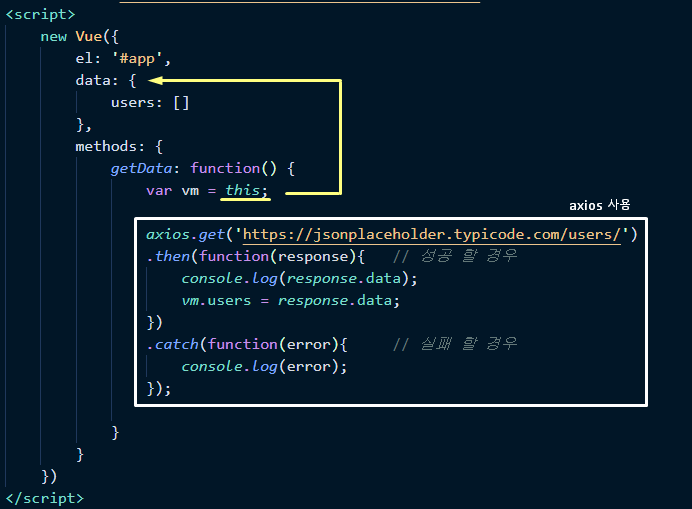 <script>
new Vue({
el: '#app',
data: {
users: []
},
methods: {
getData: function() {
var vm = this;
axios 사용
axios.get('https://jsonplaceholder.typicode.com/users/')
.then(function(response){ // 성공 할 경우
console.log(response.data);
vm.users = response.data;
})
.catch(function(error){ // 실패 할 경우
console.log(error);
});
}
}
})
</script>